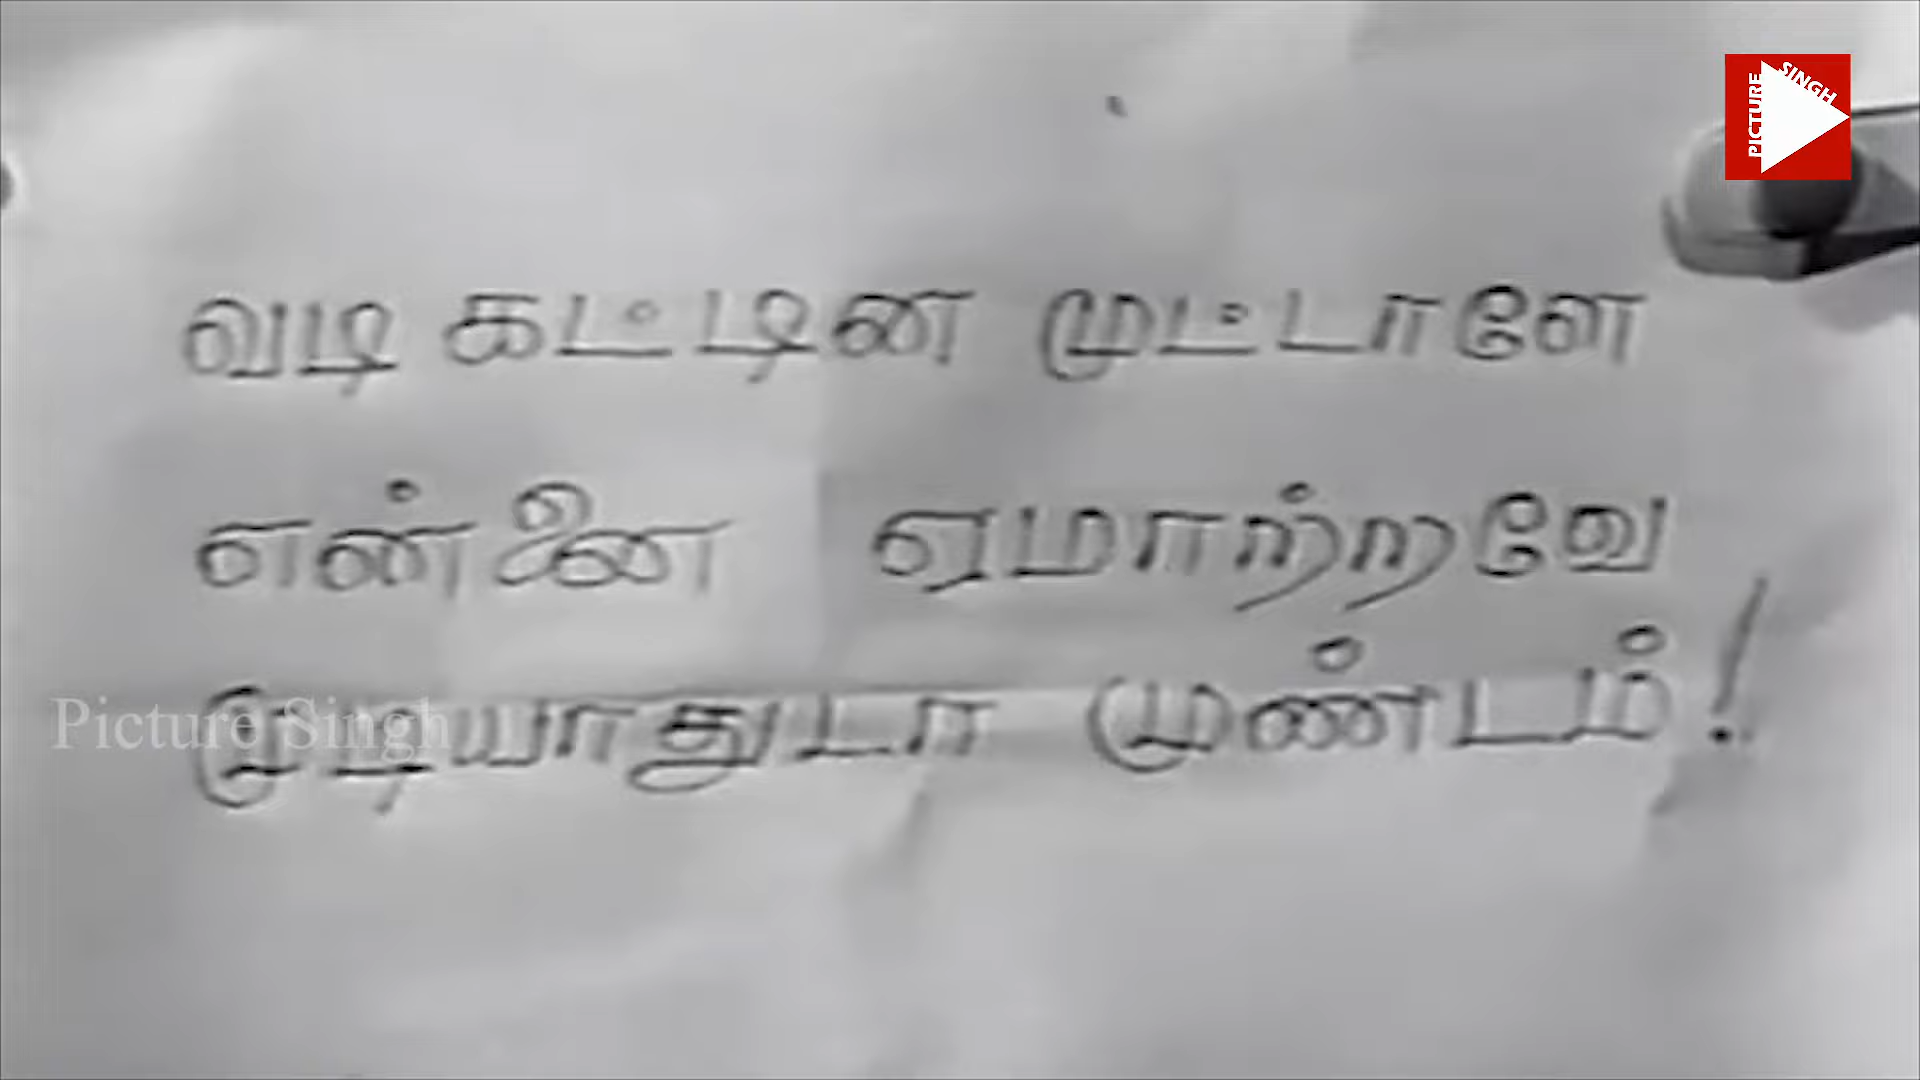 PICTURE SINGH
வடி கட்டின முட்டாளே
என்னை ஏமாற்றவே
முடியாதுடா முண்டம்!
Picture Singh